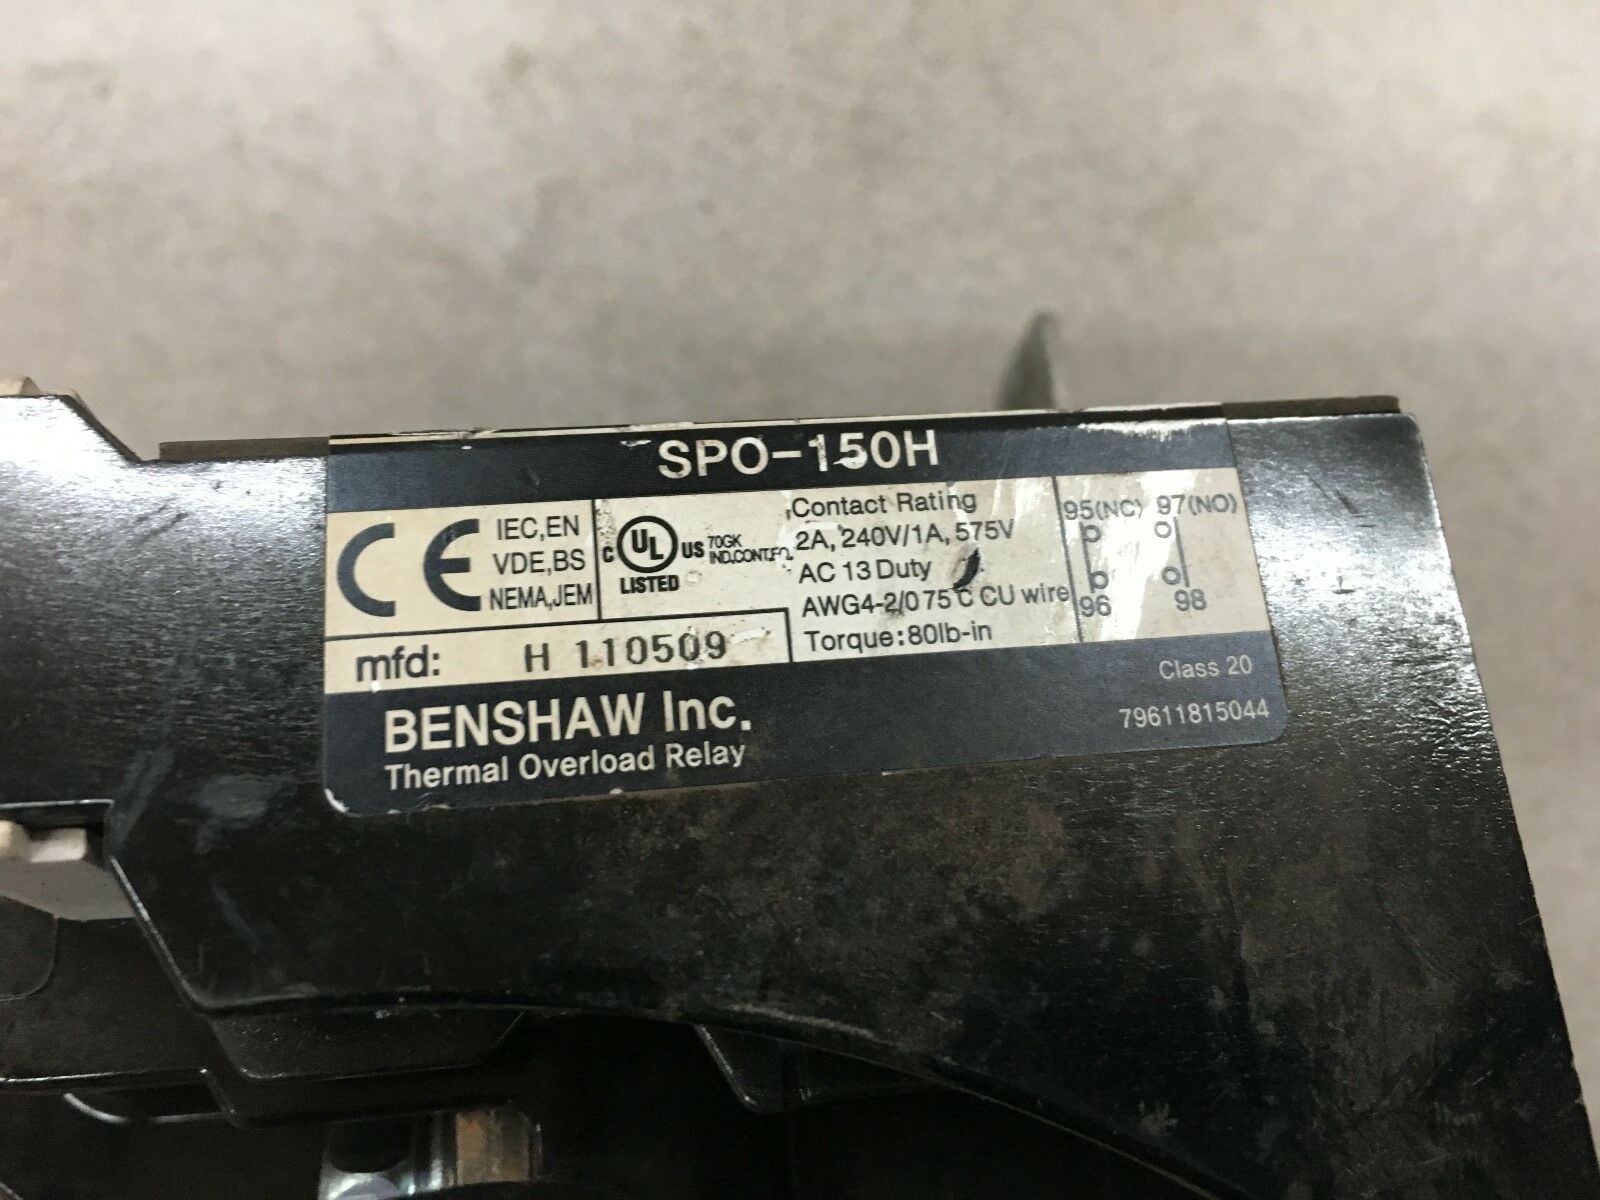 SPO-150H
CE
IEC,EN
VDE,BS
NEMA,JEM
C UL US
LISTED
70GK
IND.CONT.EQ.
Contact Rating
2A, 240V/1A, 575V
AC 13 Duty
AWG4-2/0 75 C CU wire
Torque:80lb-in
95(NC) 97(NO)
96 98
mfd: H 110509
BENSHAW Inc.
Thermal Overload Relay
Class 20
79611815044